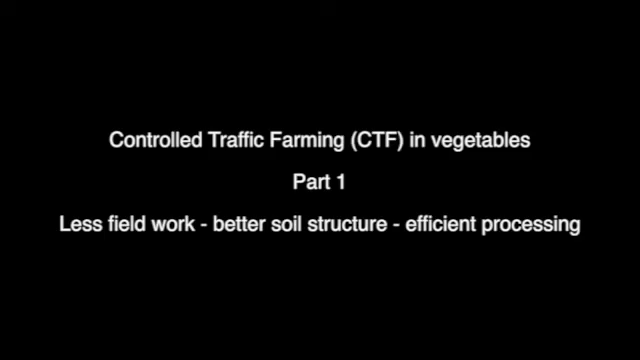 Controlled Traffic Farming (CTF) in vegetables
Part 1
Less field work - better soil structure - efficient processing